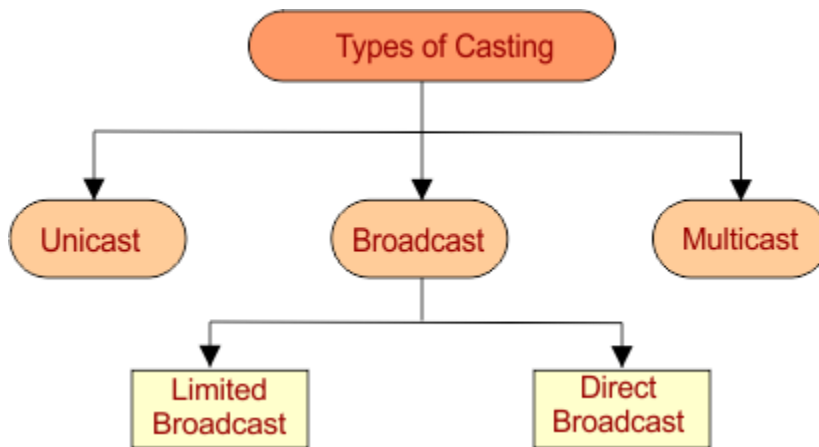 Types of Casting
Unicast
Broadcast
Multicast
Limited
Broadcast
Direct
Broadcast